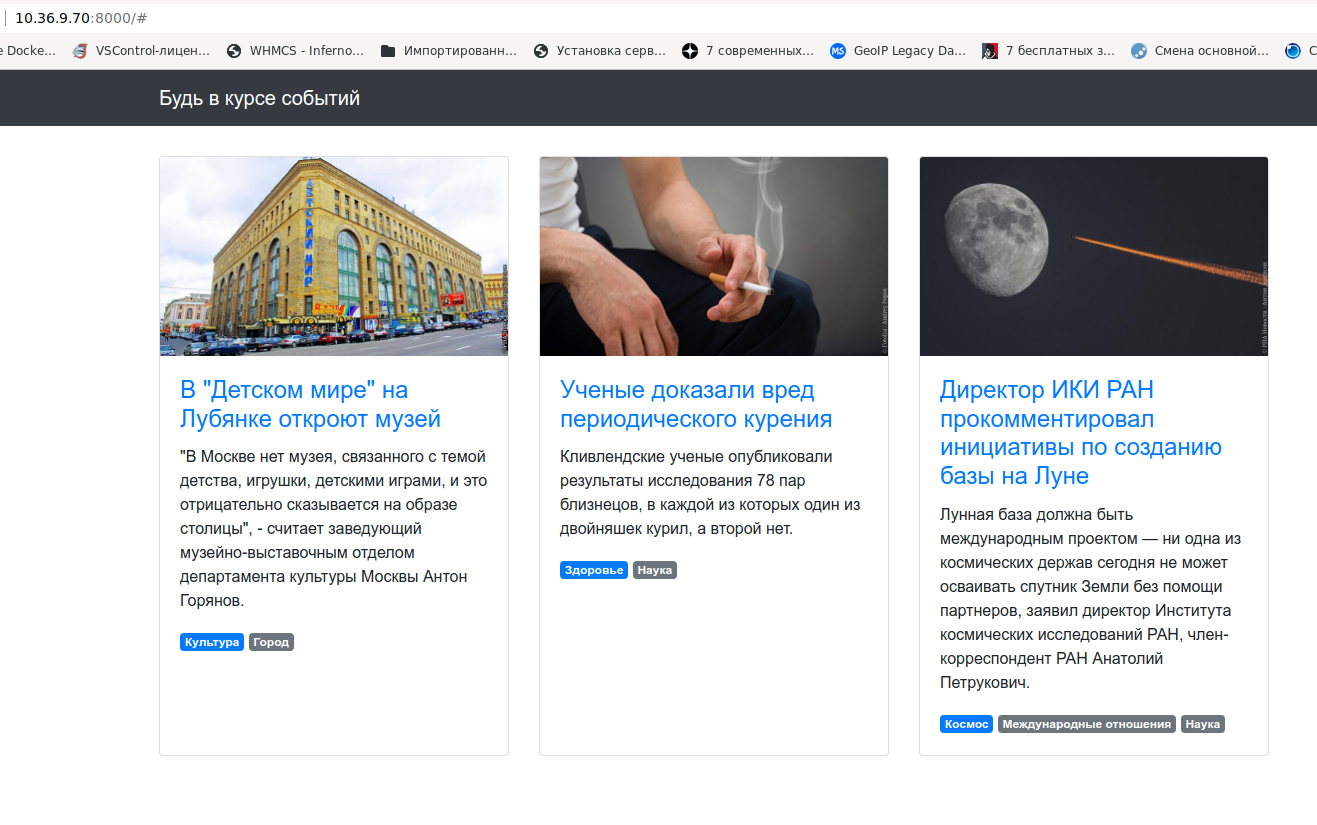 10.36.9.70:8000/#
e Docke... VSControl-лицен... WHMCS - Inferno... Импортированн... Установка серв... 7 современных... GeoIP Legacy Da... 7 бесплатных з... Смена основной... С
Будь в курсе событий
ДЕТСКИЙ МИР
В "Детском мире" на
Лубянке откроют музей
"В Москве нет музея, связанного с темой
детства, игрушки, детскими играми, и это
отрицательно сказывается на образе
столицы", - считает заведующий
музейно-выставочным отделом
департамента культуры Москвы Антон
Горянов.
Культура Город
Ученые доказали вред
периодического курения
Кливлендские ученые опубликовали
результаты исследования 78 пар
близнецов, в каждой из которых один из
двойняшек курил, а второй нет.
Здоровье Наука
Директор ИКИ РАН
прокомментировал
инициативы по созданию
базы на Луне
Лунная база должна быть
международным проектом — ни одна из
космических держав сегодня не может
осваивать спутник Земли без помощи
партнеров, заявил директор Института
космических исследований РАН, член-
корреспондент РАН Анатолий
Петрукович.
Космос Международные отношения Наука